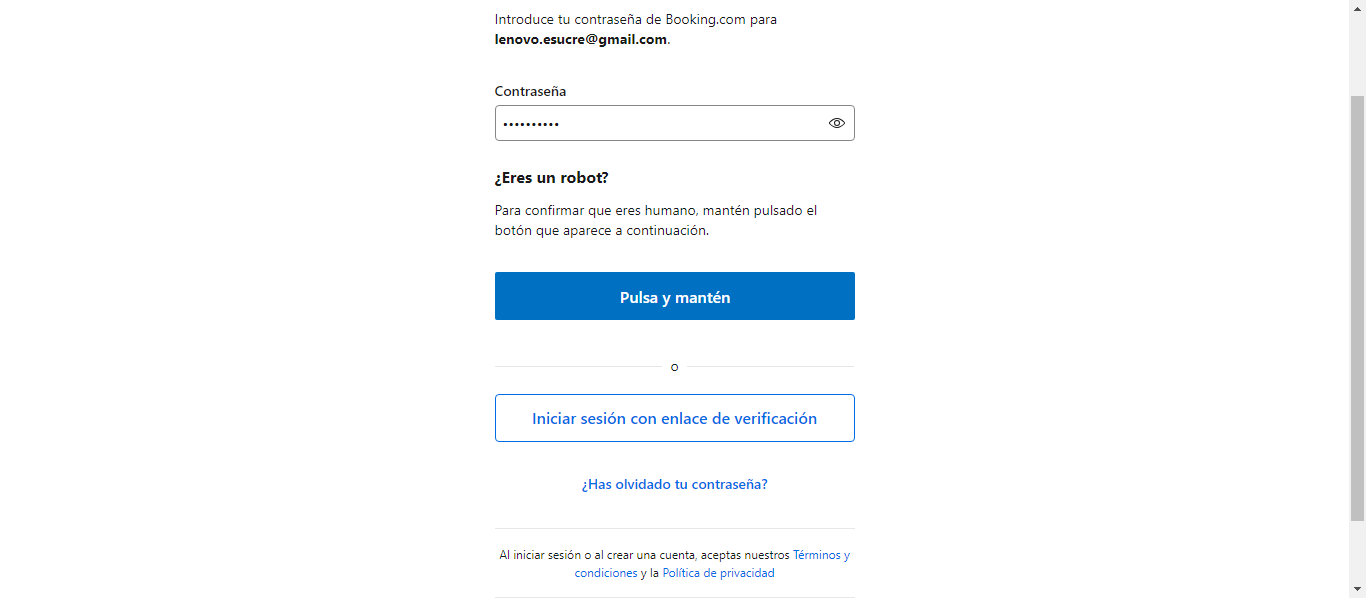 Introduce tu contraseña de Booking.com para
lenovo.esucre@gmail.com.
Contraseña
••••••••••
¿Eres un robot?
Para confirmar que eres humano, mantén pulsado el
botón que aparece a continuación.
Pulsa y mantén
o
Iniciar sesión con enlace de verificación
¿Has olvidado tu contraseña?
Al iniciar sesión o al crear una cuenta, aceptas nuestros Términos y
condiciones y la Política de privacidad